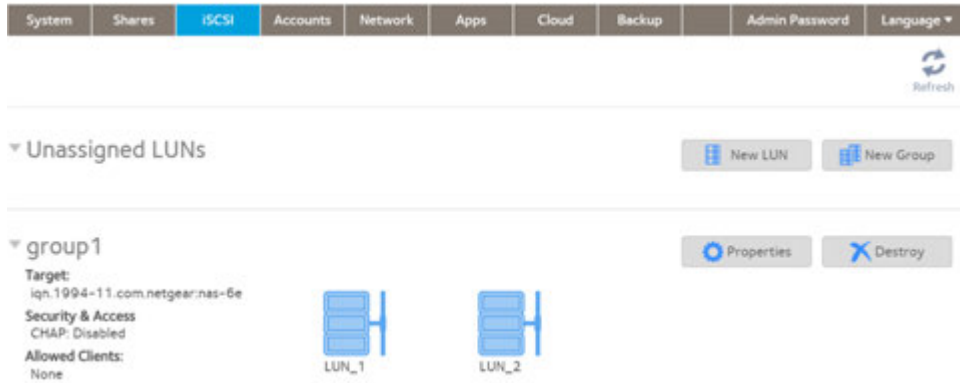 System Shares iSCSI Accounts Network Apps Cloud Backup Admin Password Language
Refresh
Unassigned LUNs New LUN New Group
group1 Properties Destroy
Target:
iqn.1994-11.com.netgear:nas-6e
Security & Access
CHAP: Disabled
Allowed Clients:
None
LUN_1 LUN_2